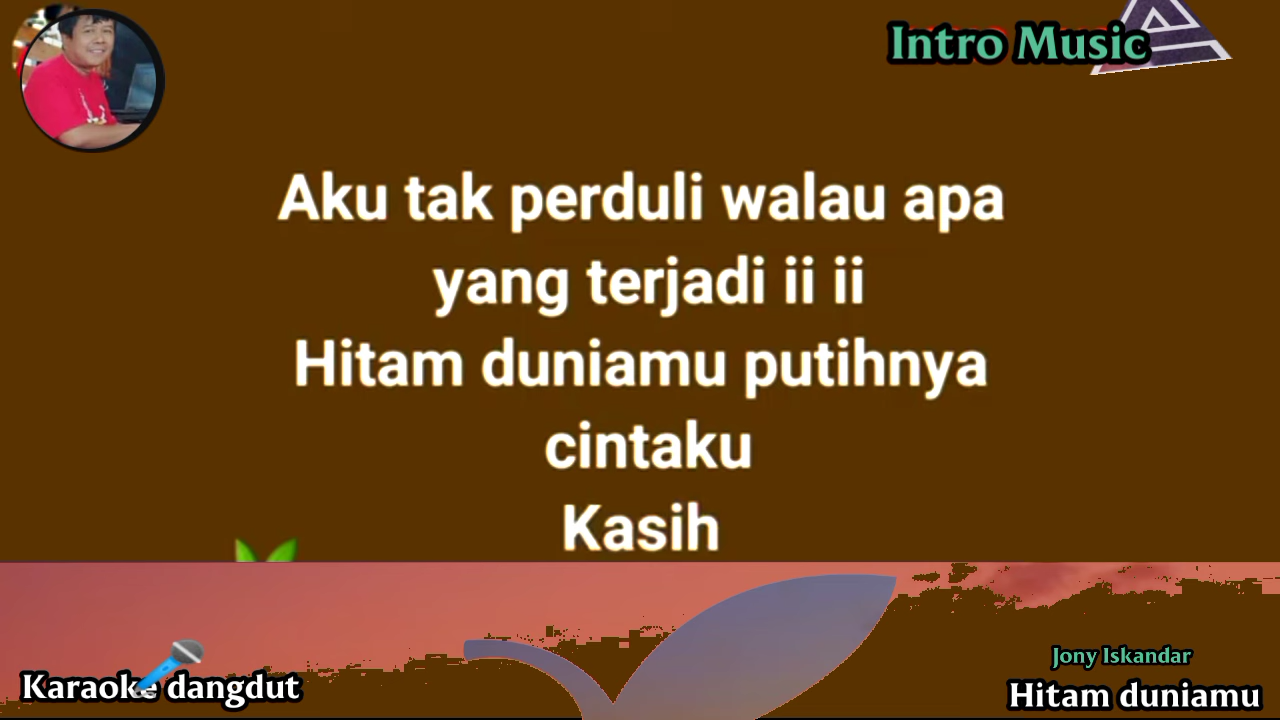 Intro Music
Aku tak perduli walau apa
yang terjadi ii ii
Hitam duniamu putihnya
cintaku
Kasih
Karaoke dangdut
Jony Iskandar
Hitam duniamu